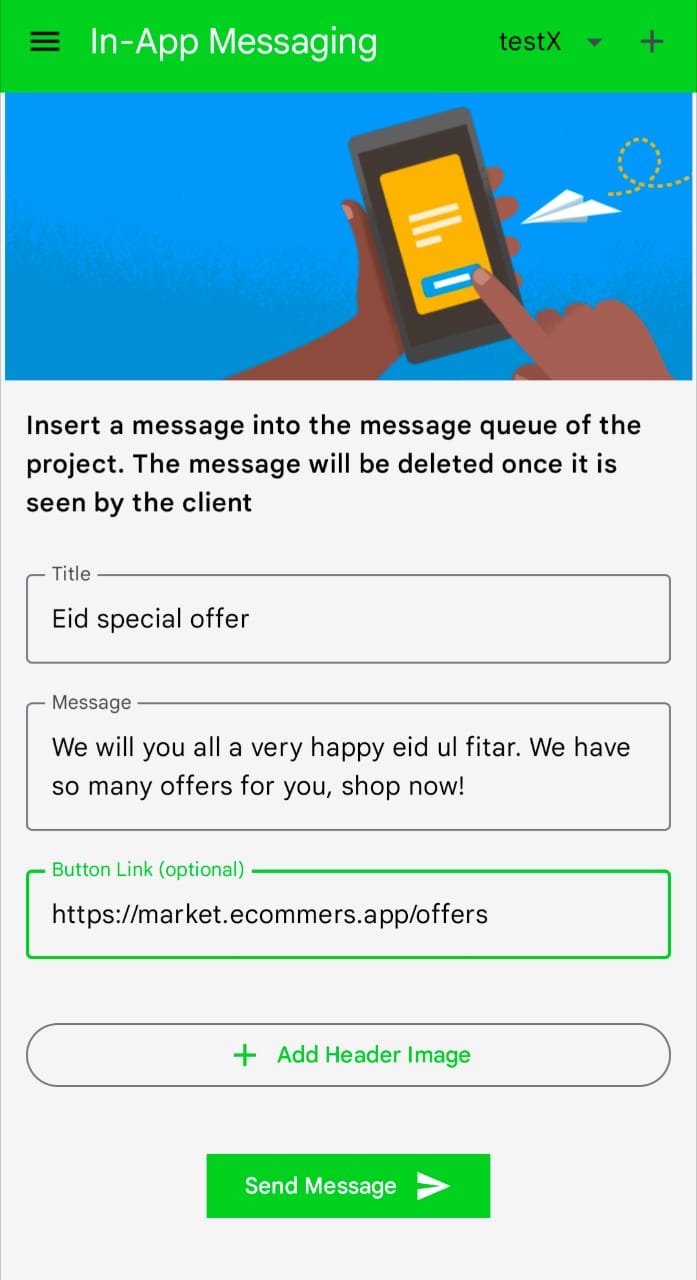 In-App Messaging
testX
Insert a message into the message queue of the
project. The message will be deleted once it is
seen by the client
Title
Eid special offer
Message
We will you all a very happy eid ul fitar. We have
so many offers for you, shop now!
Button Link (optional)
https://market.ecommers.app/offers
Add Header Image
Send Message